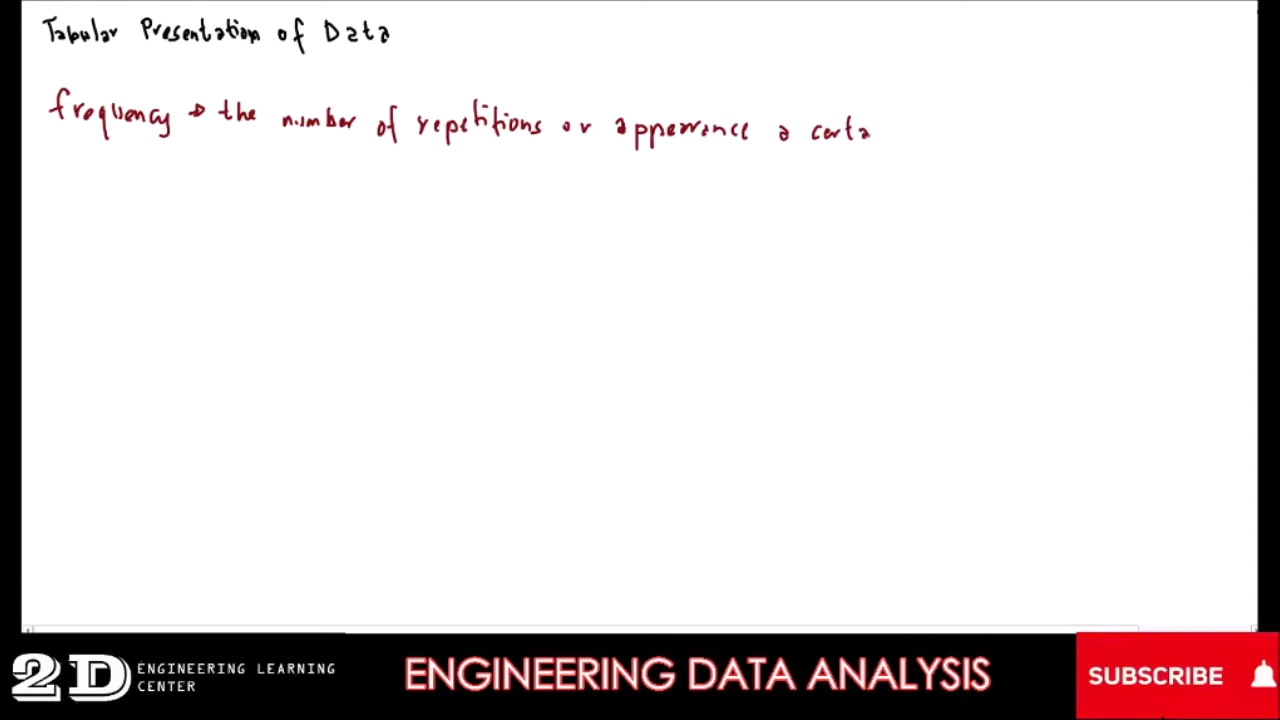 Tabular Presentation of Data
frequency → the number of repetitions or appearance a certa
2D ENGINEERING LEARNING
CENTER
ENGINEERING DATA ANALYSIS
SUBSCRIBE